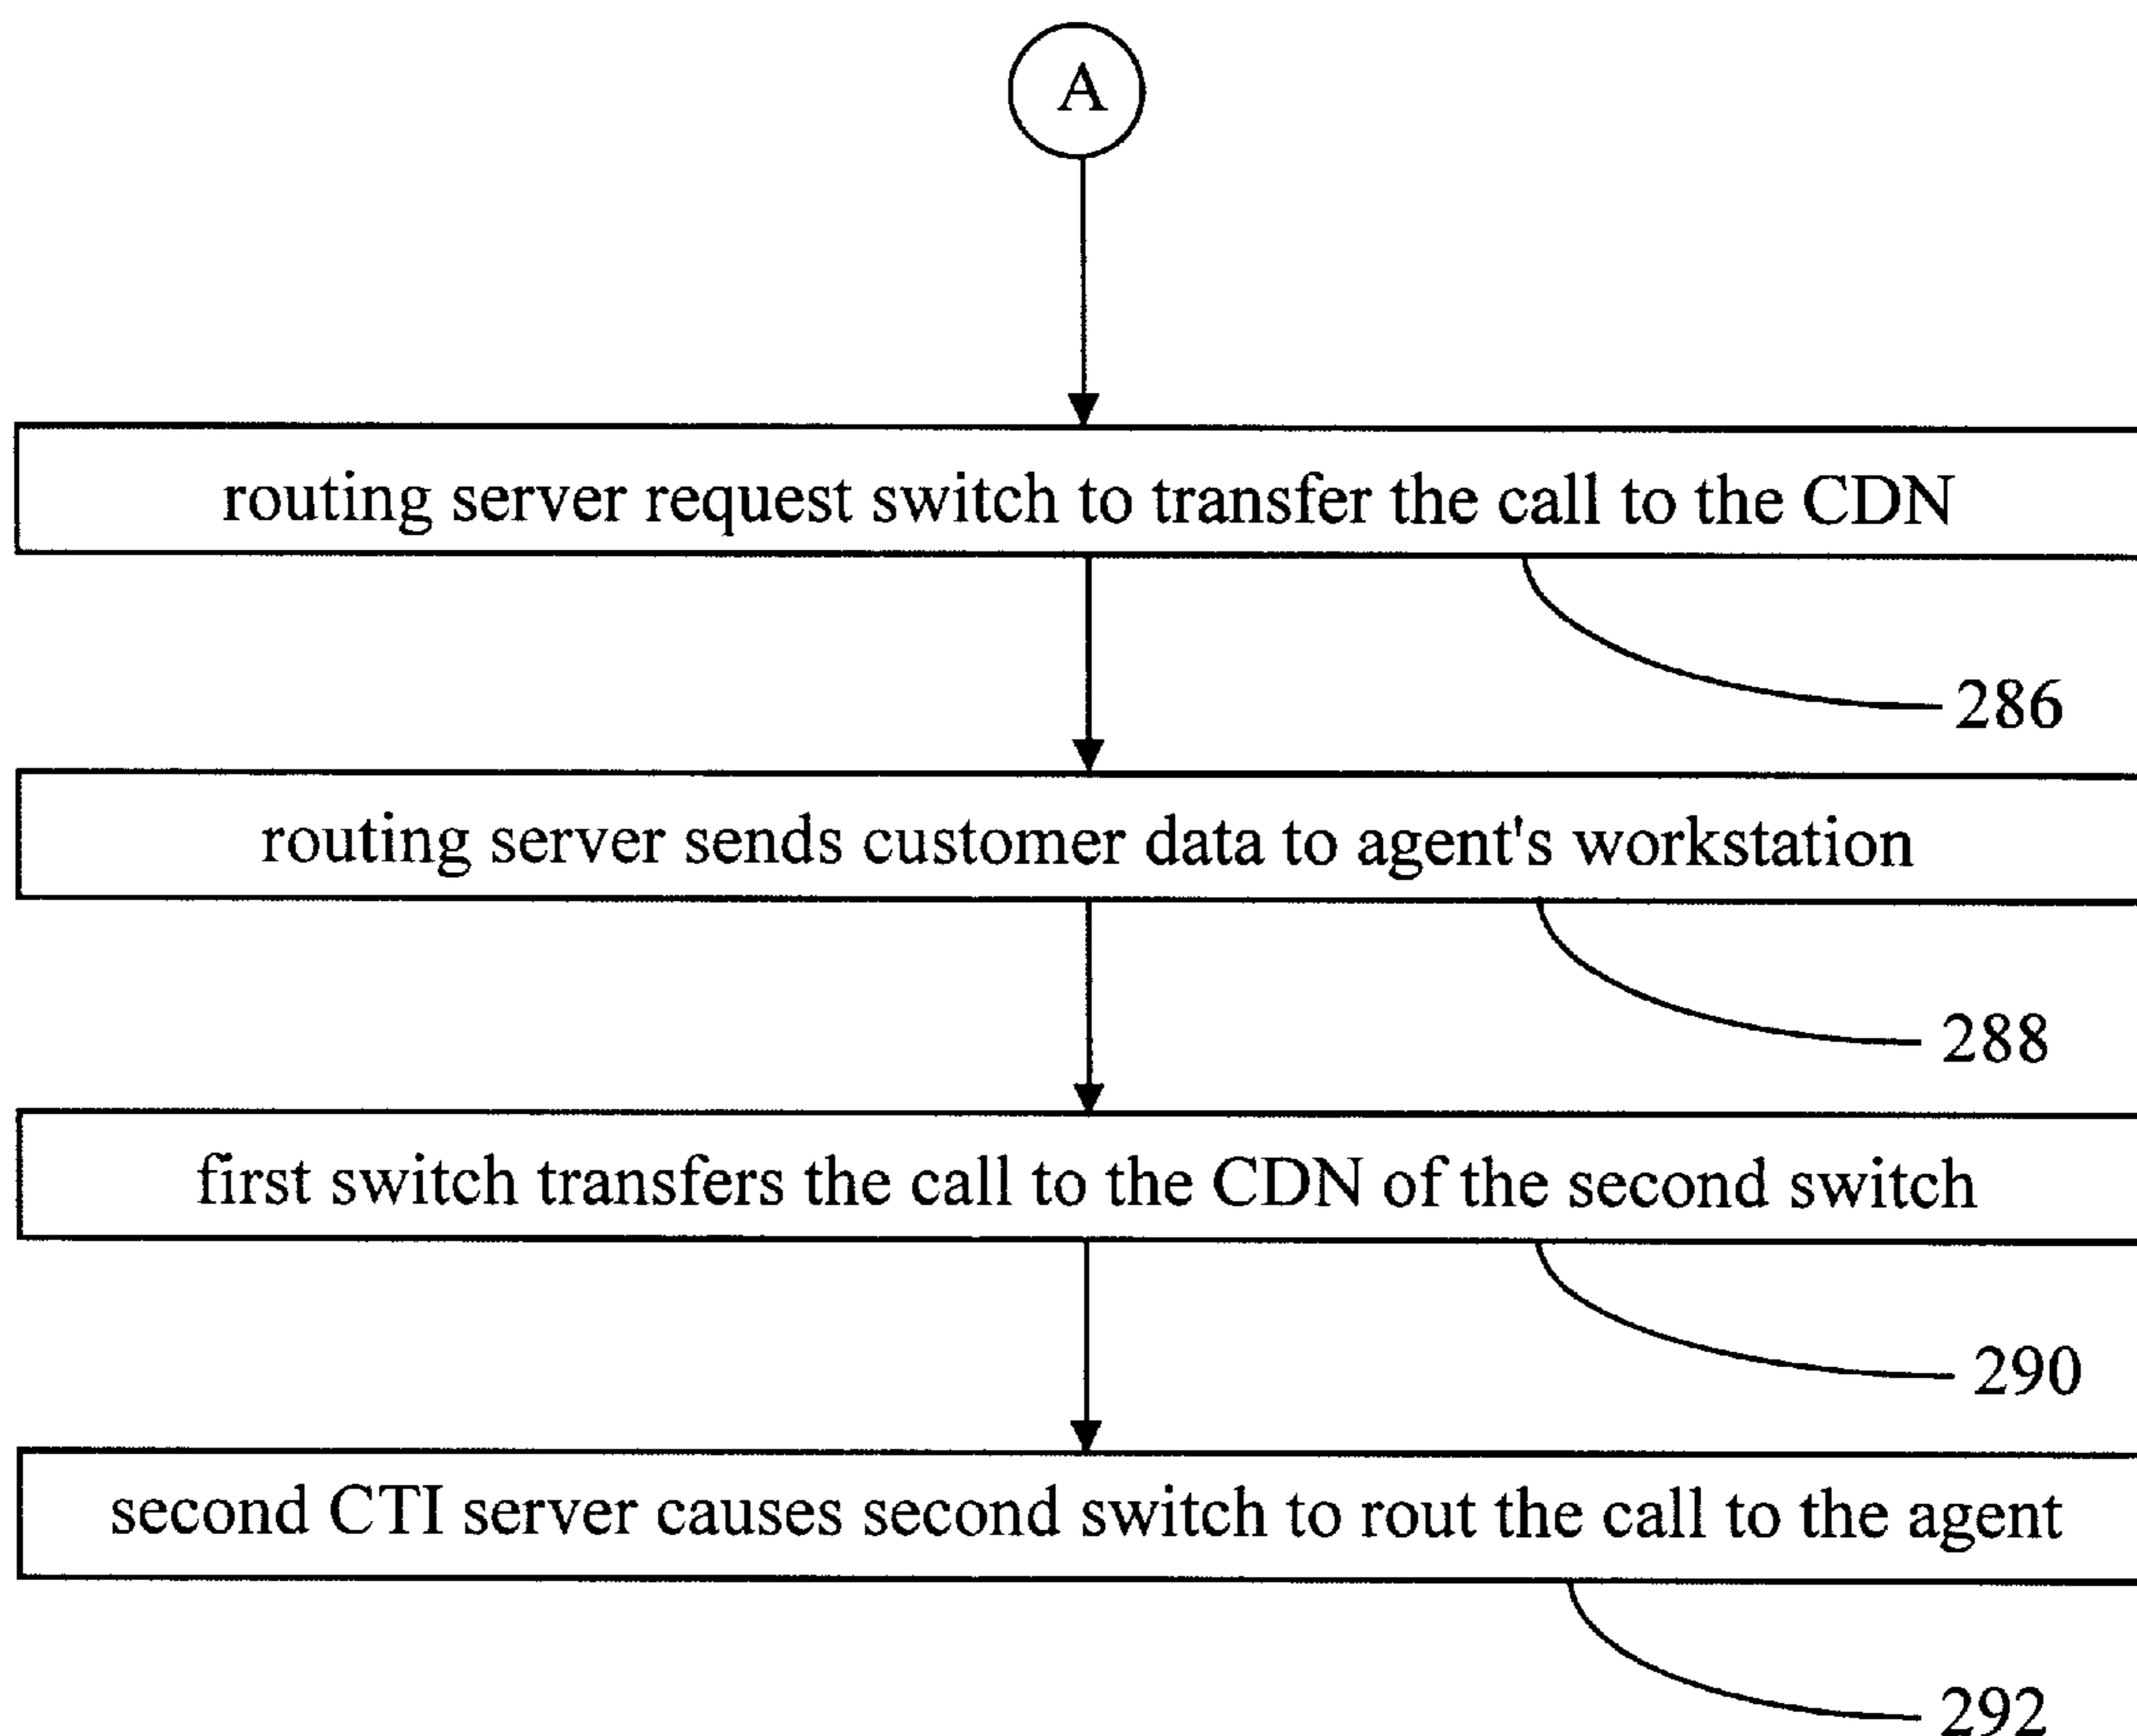 A
routing server request switch to transfer the call to the CDN
286
routing server sends customer data to agent's workstation
288
first switch transfers the call to the CDN of the second switch
290
second CTI server causes second switch to rout the call to the agent
292